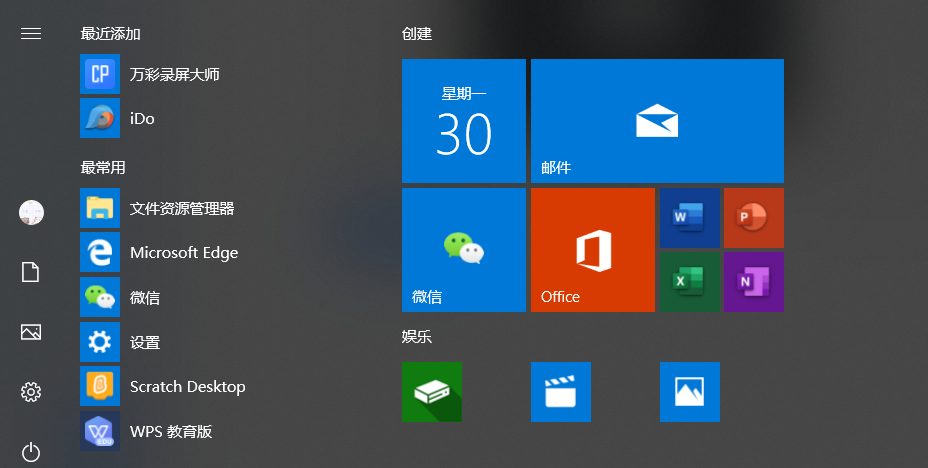 最近添加
CP
万彩录屏大师
iDo
最常用
文件资源管理器
Microsoft Edge
微信
设置
Scratch Desktop
EDU
WPS 教育版
创建
星期一
30
邮件
微信
Office
W
P
X
N
娱乐